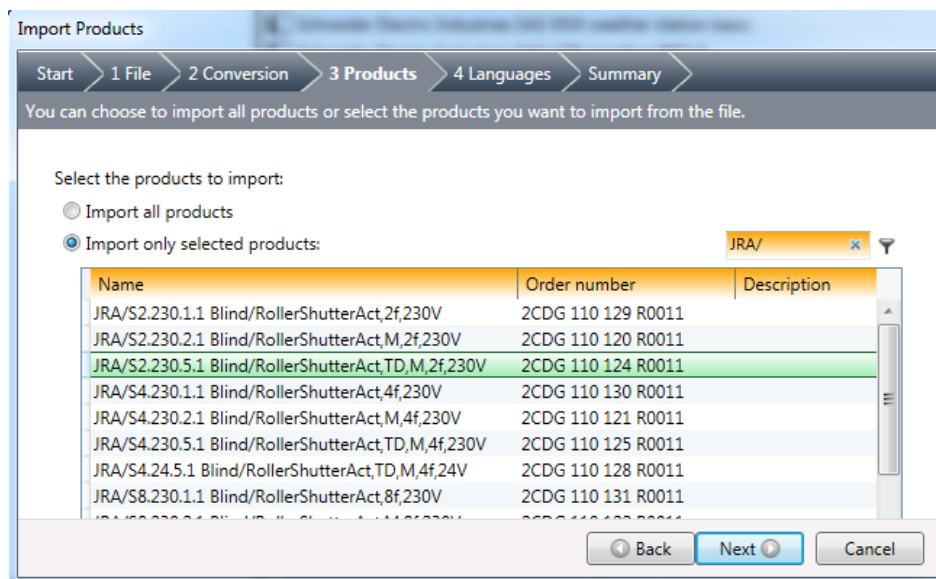 Import Products
Start 1 File 2 Conversion 3 Products 4 Languages Summary
You can choose to import all products or select the products you want to import from the file.
Select the products to import:
Import all products
Import only selected products: JRA/
Name Order number Description
JRA/S2.230.1.1 Blind/RollerShutterAct,2f,230V 2CDG 110 129 R0011
JRA/S2.230.2.1 Blind/RollerShutterAct,M,2f,230V 2CDG 110 120 R0011
JRA/S2.230.5.1 Blind/RollerShutterAct,TD,M,2f,230V 2CDG 110 124 R0011
JRA/S4.230.1.1 Blind/RollerShutterAct,4f,230V 2CDG 110 130 R0011
JRA/S4.230.2.1 Blind/RollerShutterAct,M,4f,230V 2CDG 110 121 R0011
JRA/S4.230.5.1 Blind/RollerShutterAct,TD,M,4f,230V 2CDG 110 125 R0011
JRA/S4.24.5.1 Blind/RollerShutterAct,TD,M,4f,24V 2CDG 110 128 R0011
JRA/S8.230.1.1 Blind/RollerShutterAct,8f,230V 2CDG 110 131 R0011
Back Next Cancel